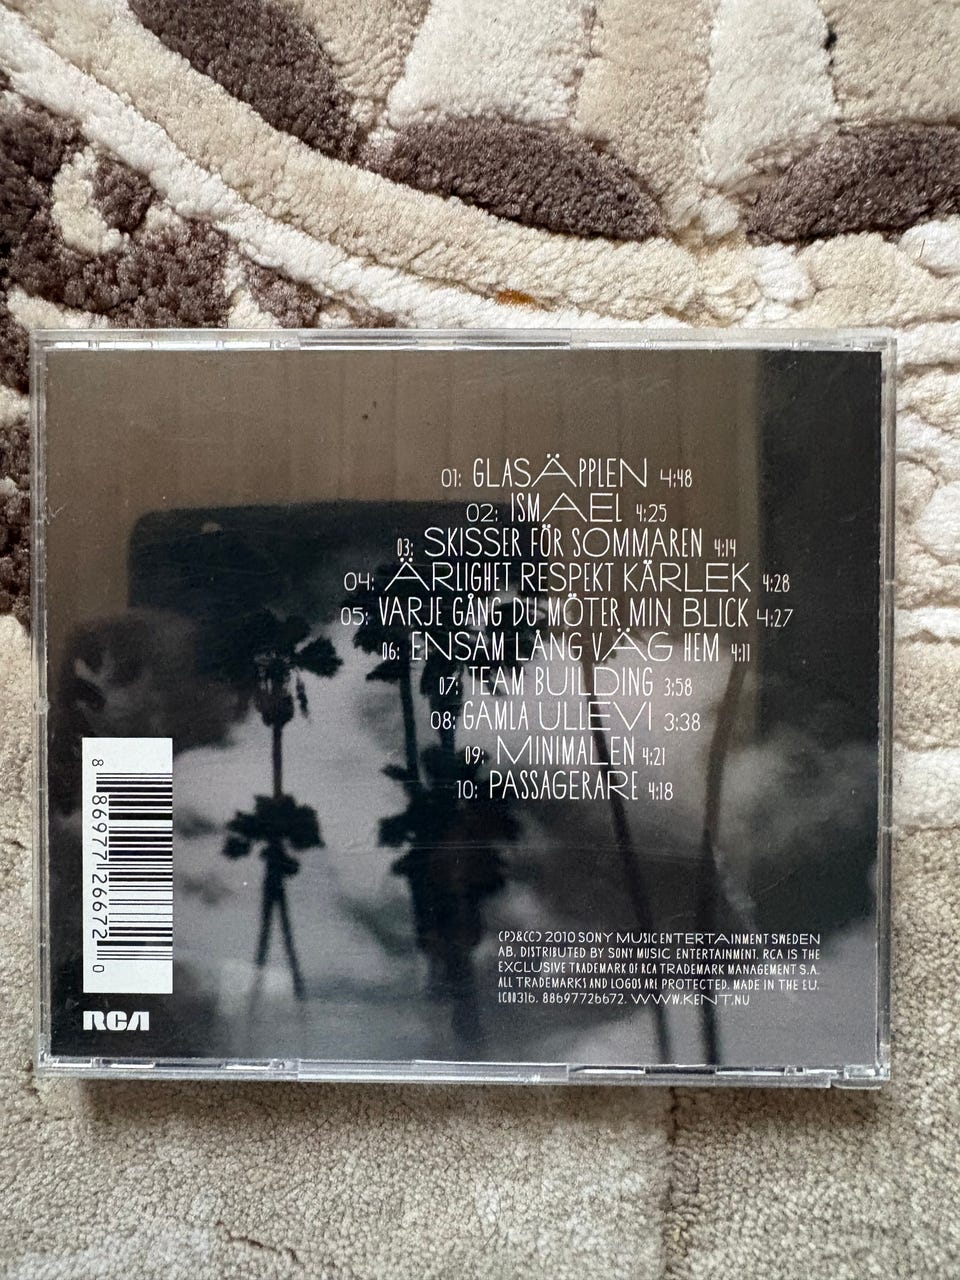 01: GLASÄPPLEN 4:48
02: ISMAEL 4:25
03: SKISSER FÖR SOMMAREN 4:14
04: ÄRLIGHET RESPEKT KÄRLEK 4:28
05: VARJE GÅNG DU MÖTER MIN BLICK 4:27
06: ENSAM LÅNG VÄG HEM 4:11
07: TEAM BUILDING 3:58
08: GAMLA ULLEVI 3:38
09: MINIMALEN 4:21
10: PASSAGERARE 4:18
8 86977 26672 0
RCA
(P)&(C) 2010 SONY MUSIC ENTERTAINMENT SWEDEN
AB. DISTRIBUTED BY SONY MUSIC ENTERTAINMENT. RCA IS THE
EXCLUSIVE TRADEMARK OF RCA TRADEMARK MANAGEMENT S.A.
ALL TRADEMARKS AND LOGOS ARE PROTECTED. MADE IN THE EU.
LC00316. 88697726672. WWW.KENT.NU